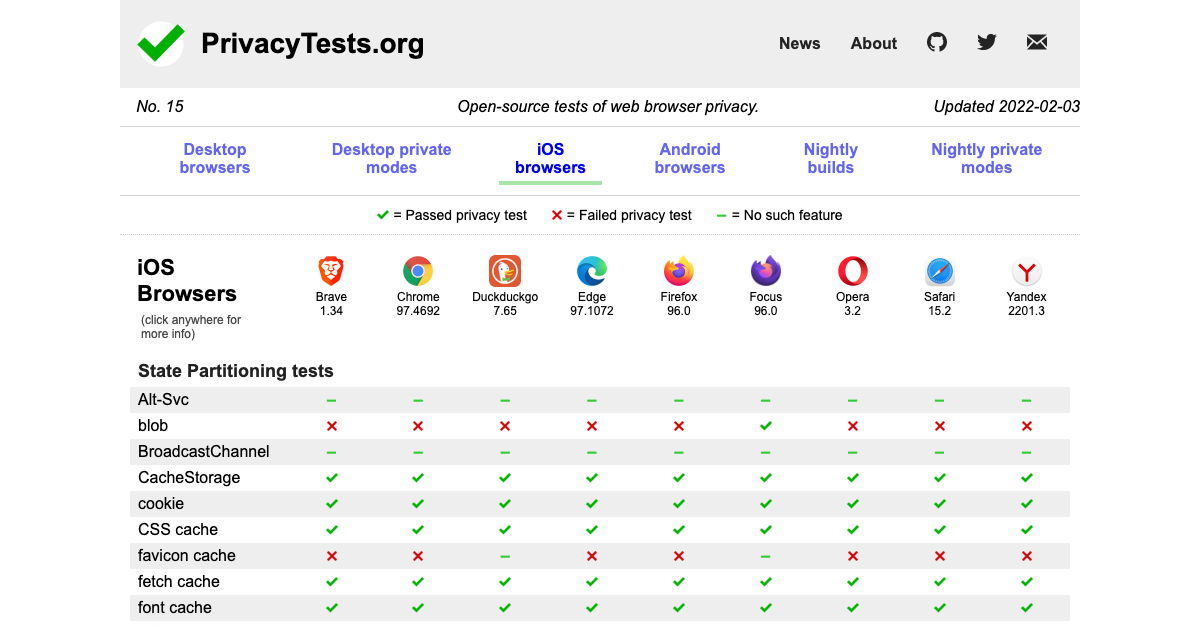 PrivacyTests.org
News About
No. 15 Open-source tests of web browser privacy. Updated 2022-02-03
Desktop browsers Desktop private modes iOS browsers Android browsers Nightly builds Nightly private modes
= Passed privacy test = Failed privacy test = No such feature
iOS Browsers
(click anywhere for more info)
Brave 1.34
Chrome 97.4692
Duckduckgo 7.65
Edge 97.1072
Firefox 96.0
Focus 96.0
Opera 3.2
Safari 15.2
Yandex 2201.3
State Partitioning tests
Alt-Svc
blob
BroadcastChannel
CacheStorage
cookie
CSS cache
favicon cache
fetch cache
font cache